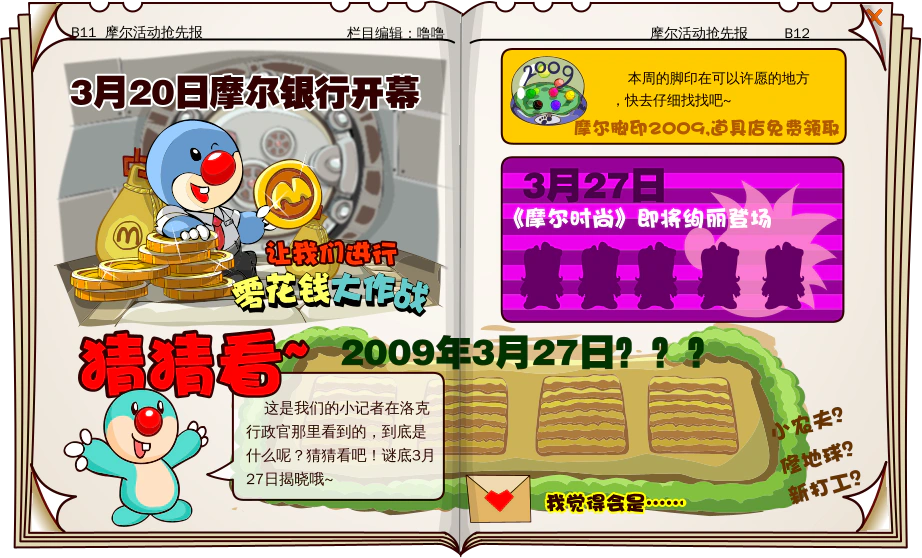 B11 摩尔活动抢先报 栏目编辑：噜噜
3月20日摩尔银行开幕
让我们进行
零花钱大作战
摩尔活动抢先报 B12
2009
本周的脚印在可以许愿的地方
，快去仔细找找吧~
摩尔脚印2009,道具店免费领取
3月27日
《摩尔时尚》即将绚丽登场
猜猜看~
2009年3月27日？？？
这是我们的小记者在洛克
行政官那里看到的，到底是
什么呢？猜猜看吧！谜底3月
27日揭晓哦~
小农夫?
修地球?
新打工?
我觉得会是……